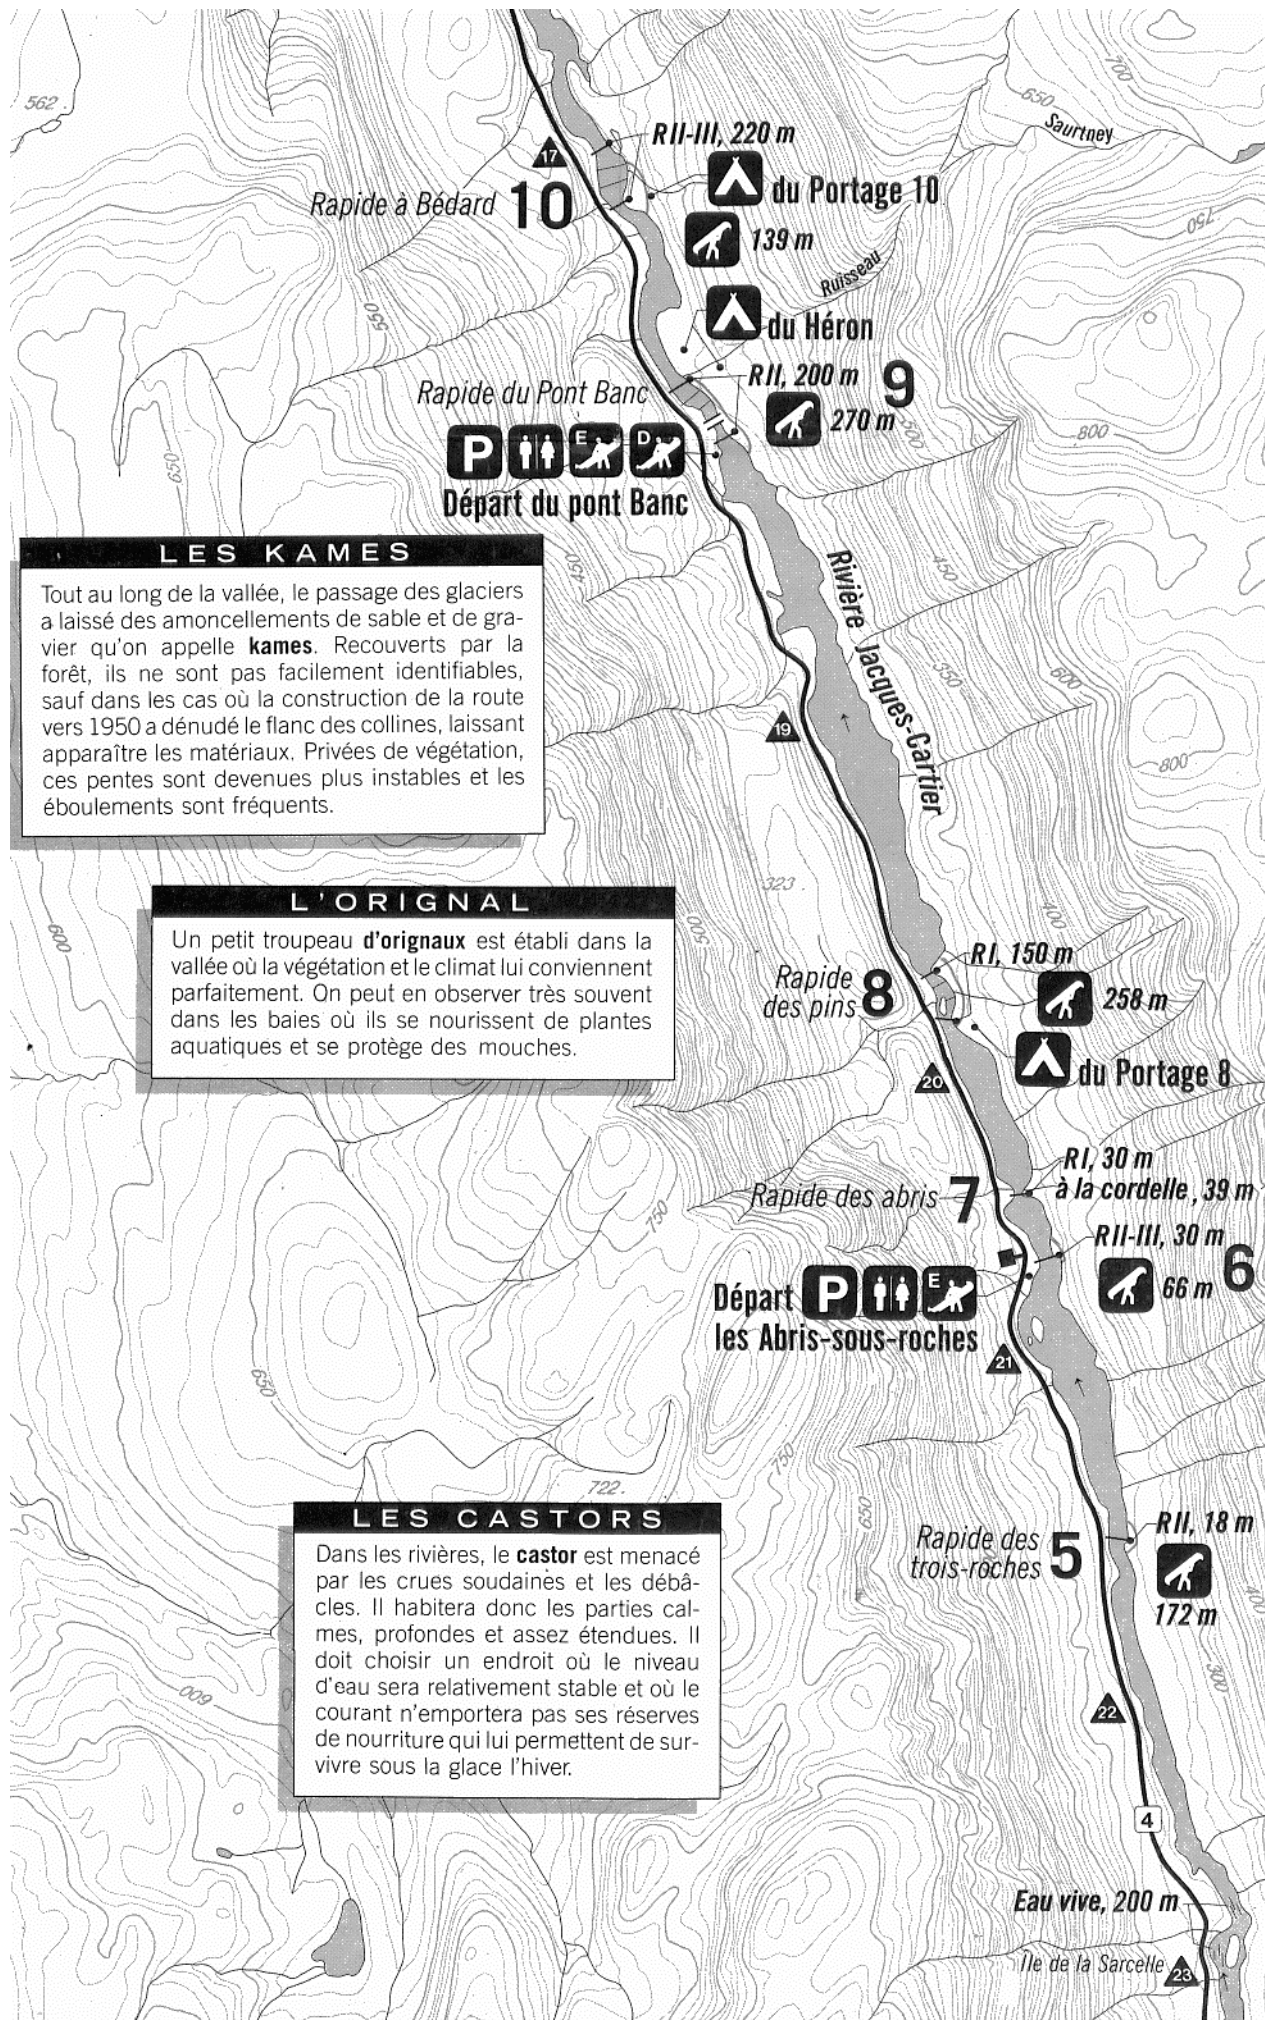 700
562
650
Saurtney
RII-III, 220 m
17
du Portage 10
Rapide à Bédard 10
750
139 m
Ruisseau
550
du Héron
RII, 200 m 9
Rapide du Pont Banc
270 m
500
800
P E D
650
Départ du pont Banc
LES KAMES
450
450
Rivière Jacques-Cartier
Tout au long de la vallée, le passage des glaciers
a laissé des amoncellements de sable et de gra-
vier qu'on appelle kames. Recouverts par la
forêt, ils ne sont pas facilement identifiables,
sauf dans les cas où la construction de la route
vers 1950 a dénudé le flanc des collines, laissant
apparaître les matériaux. Privées de végétation,
ces pentes sont devenues plus instables et les
éboulements sont fréquents.
350
600
19
800
323
L'ORIGNAL
400
500
600
Un petit troupeau d'orignaux est établi dans la
vallée où la végétation et le climat lui conviennent
parfaitement. On peut en observer très souvent
dans les baies où ils se nourissent de plantes
aquatiques et se protège des mouches.
RI, 150 m
Rapide
des pins 8
258 m
du Portage 8
20
RI, 30 m
à la cordelle, 39 m
Rapide des abris 7
750
RII-III, 30 m
66 m 6
Départ P E
les Abris-sous-roches
21
650
750
722
LES CASTORS
650
Dans les rivières, le castor est menacé
par les crues soudaines et les débâ-
cles. Il habitera donc les parties cal-
mes, profondes et assez étendues. Il
doit choisir un endroit où le niveau
d'eau sera relativement stable et où le
courant n'emportera pas ses réserves
de nourriture qui lui permettent de sur-
vivre sous la glace l'hiver.
RII, 18 m
Rapide des
trois-roches 5
172 m
400
300
600
22
4
Eau vive, 200 m
Île de la Sarcelle
23